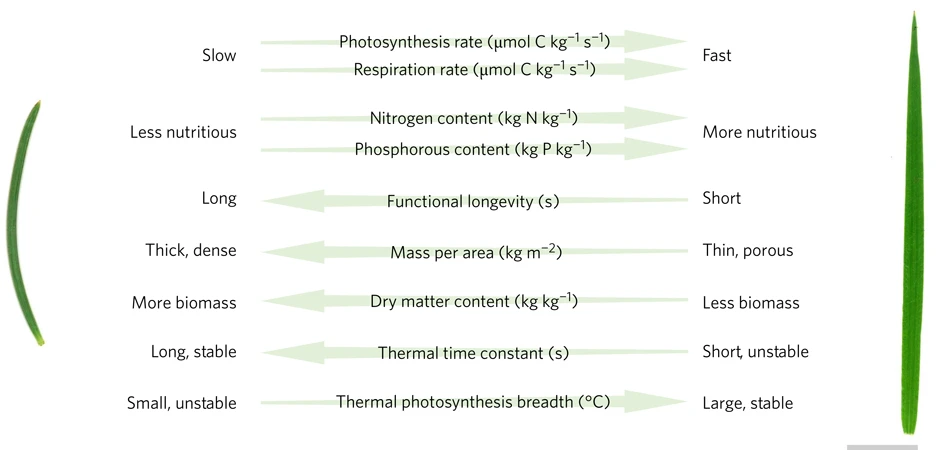 Photosynthesis rate (µmol C kg⁻¹ s⁻¹)
Slow
Fast
Respiration rate (µmol C kg⁻¹ s⁻¹)
Nitrogen content (kg N kg⁻¹)
Less nutritious
More nutritious
Phosphorous content (kg P kg⁻¹)
Long
Functional longevity (s)
Short
Thick, dense
Mass per area (kg m⁻²)
Thin, porous
More biomass
Dry matter content (kg kg⁻¹)
Less biomass
Long, stable
Thermal time constant (s)
Short, unstable
Small, unstable
Thermal photosynthesis breadth (°C)
Large, stable